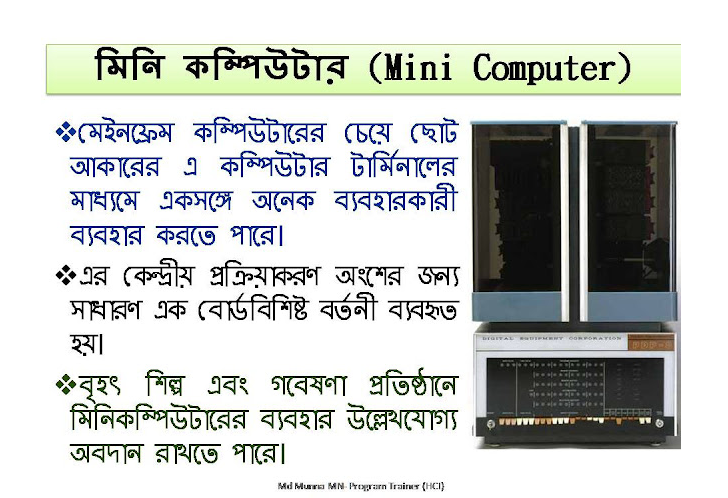 মিনি কম্পিউটার (Mini Computer)
❖মেইনফ্রেম কম্পিউটারের চেয়ে ছোট
আকারের এ কম্পিউটার টার্মিনালের
মাধ্যমে একসঙ্গে অনেক ব্যবহারকারী
ব্যবহার করতে পারে।
❖এর কেন্দ্রীয় প্রক্রিয়াকরণ অংশের জন্য
সাধারণ এক বোর্ডবিশিষ্ট বর্তনী ব্যবহৃত
হয়।
❖বৃহৎ শিল্প এবং গবেষণা প্রতিষ্ঠানে
মিনিকম্পিউটারের ব্যবহার উল্লেখযোগ্য
অবদান রাখতে পারে।
DIGITAL EQUIPMENT CORPORATION
Md Munna MN- Program Trainer (HCI)